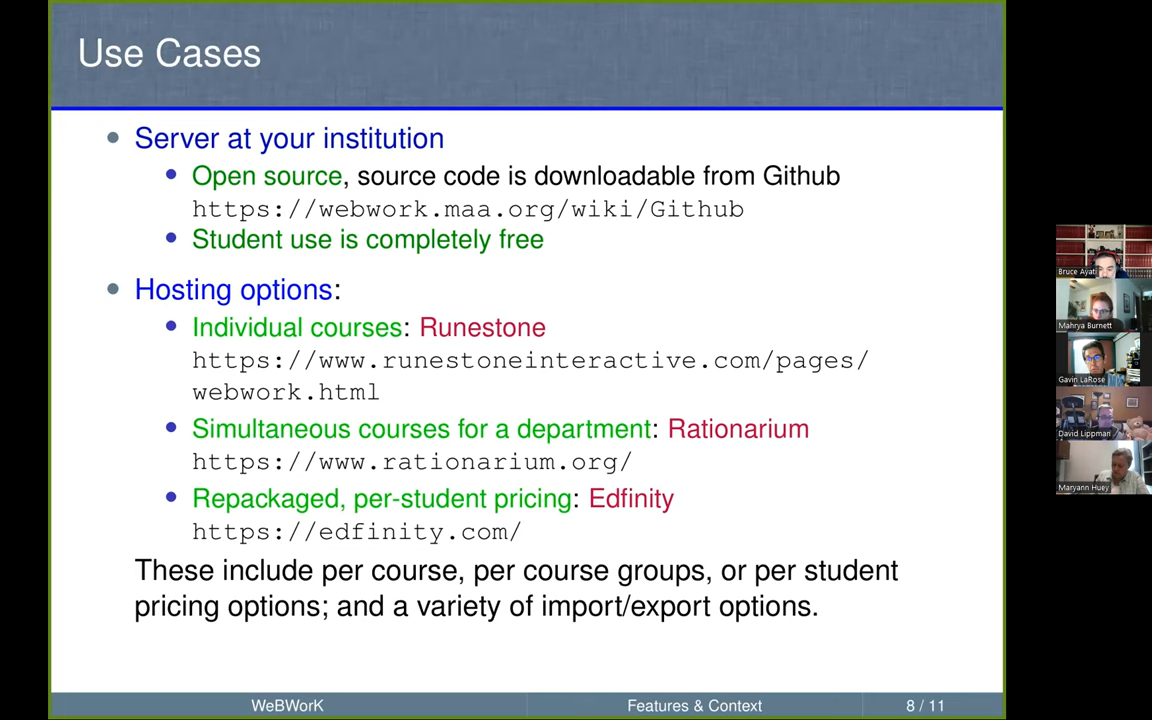 Use Cases
Server at your institution
Open source, source code is downloadable from Github
https://webwork.maa.org/wiki/Github
Student use is completely free
Hosting options:
Individual courses: Runestone
https://www.runestoneinteractive.com/pages/
webwork.html
Simultaneous courses for a department: Rationarium
https://www.rationarium.org/
Repackaged, per-student pricing: Edfinity
https://edfinity.com/
These include per course, per course groups, or per student
pricing options; and a variety of import/export options.
WeBWorK
Features & Context
8 / 11
Bruce Ayati
Mahrya Burnett
Gavin LaRose
David Lippman
Maryann Huey